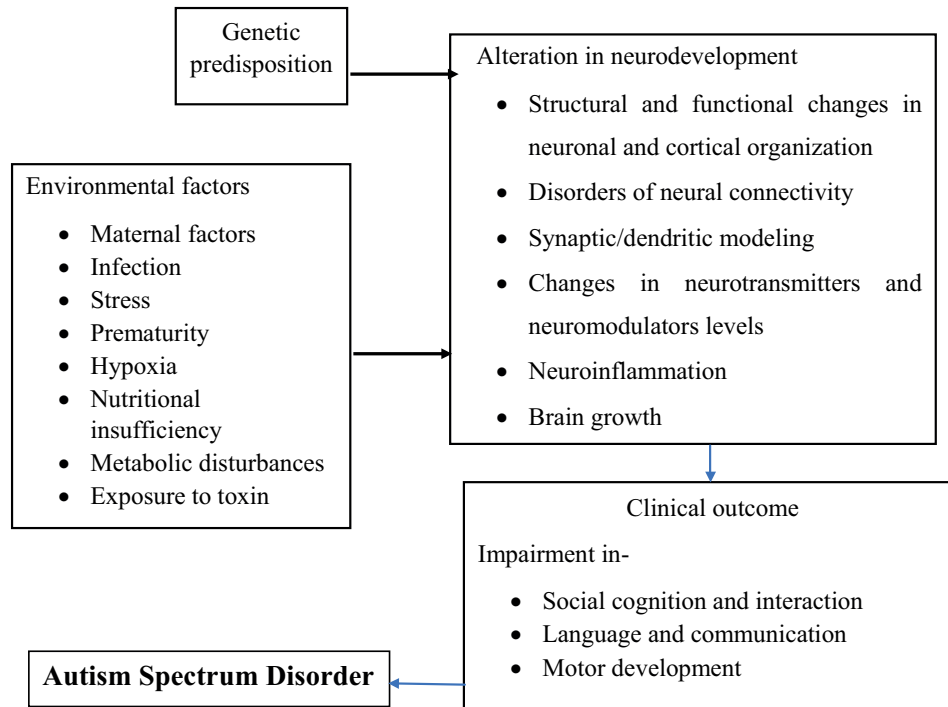 Genetic
predisposition
Environmental factors
• Maternal factors
• Infection
• Stress
• Prematurity
• Hypoxia
• Nutritional
insufficiency
• Metabolic disturbances
• Exposure to toxin
Alteration in neurodevelopment
• Structural and functional changes in
neuronal and cortical organization
• Disorders of neural connectivity
• Synaptic/dendritic modeling
• Changes in neurotransmitters and
neuromodulators levels
• Neuroinflammation
• Brain growth
Clinical outcome
Impairment in-
• Social cognition and interaction
• Language and communication
• Motor development
Autism Spectrum Disorder